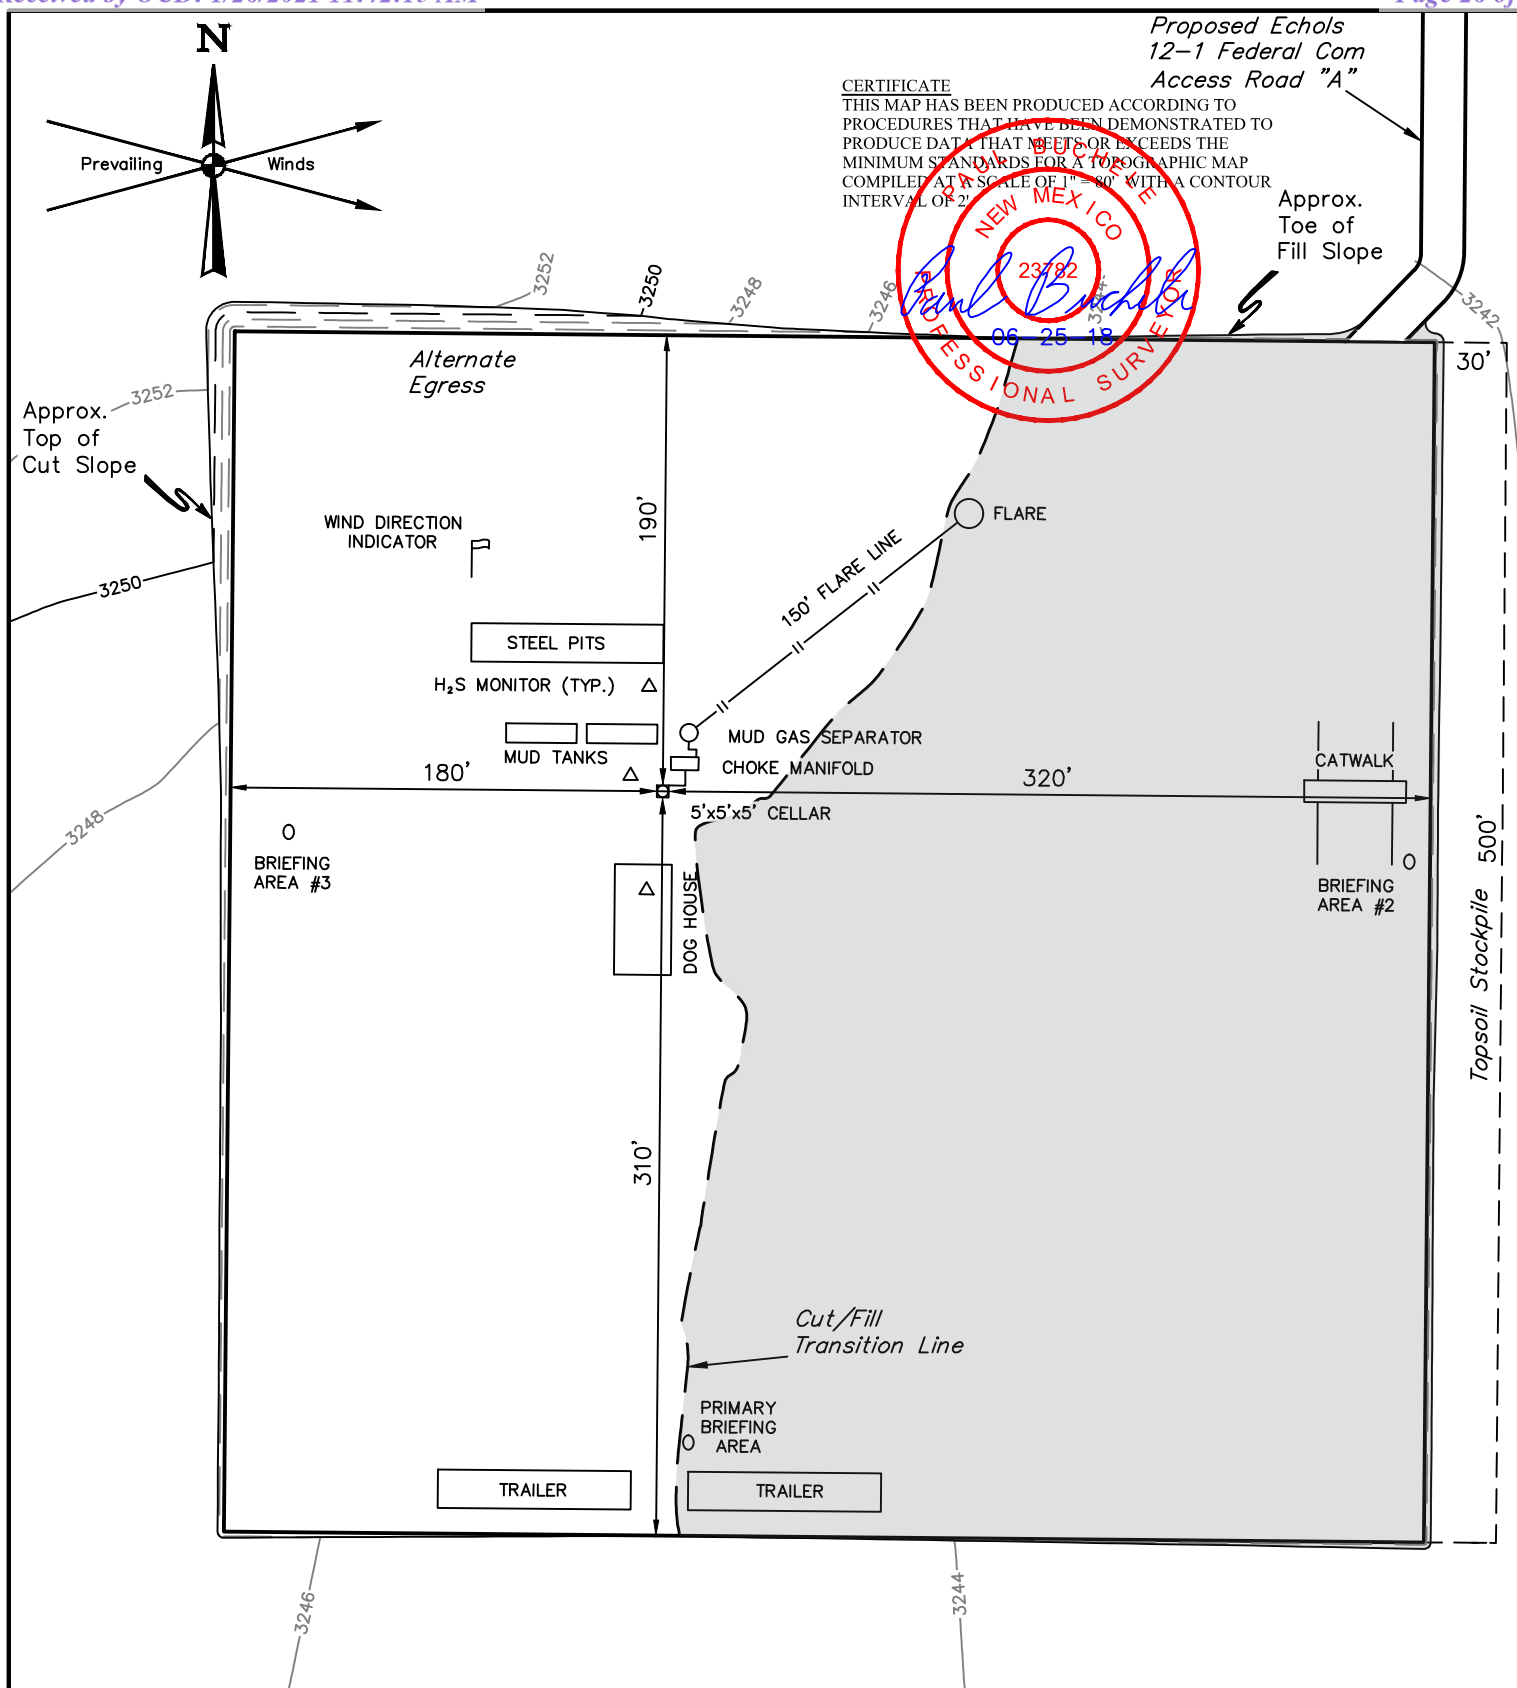 N
Prevailing Winds
Proposed Echols
12-1 Federal Com
Access Road "A"
CERTIFICATE
THIS MAP HAS BEEN PRODUCED ACCORDING TO
PROCEDURES THAT HAVE BEEN DEMONSTRATED TO
PRODUCE DATA THAT MEETS OR EXCEEDS THE
MINIMUM STANDARDS FOR A TOPOGRAPHIC MAP
COMPILED AT A SCALE OF 1" = 80' WITH A CONTOUR
INTERVAL OF 2'.
PAUL BUCHELE
NEW MEXICO
23782
PROFESSIONAL SURVEYOR
Paul Buchele
06-25-18
Approx.
Toe of
Fill Slope
3252
3250
3248
3246
3244
3242
30'
Alternate
Egress
3252
Approx.
Top of
Cut Slope
190'
WIND DIRECTION
INDICATOR
FLARE
150' FLARE LINE
3250
STEEL PITS
H₂S MONITOR (TYP.)
MUD GAS SEPARATOR
MUD TANKS
CHOKE MANIFOLD
CATWALK
180'
320'
5'x5'x5' CELLAR
3248
BRIEFING
AREA #3
DOG HOUSE
BRIEFING
AREA #2
Topsoil Stockpile 500'
310'
Cut/Fill
Transition Line
PRIMARY
BRIEFING
AREA
TRAILER
TRAILER
3246
3244